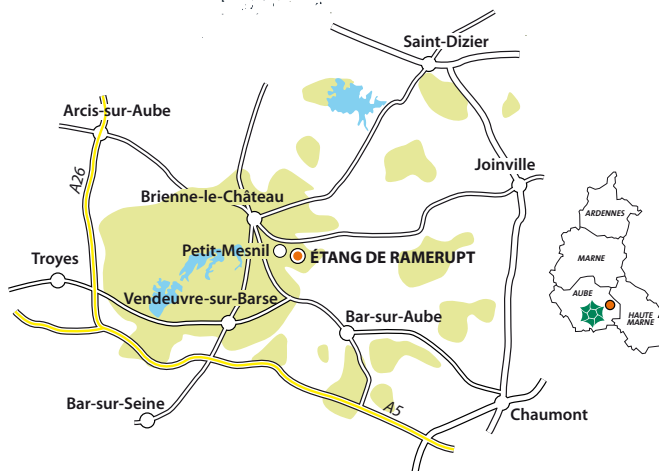 Saint-Dizier
Arcis-sur-Aube
A26
Joinville
Brienne-le-Château
Petit-Mesnil
ÉTANG DE RAMERUPT
Troyes
Vendeuvre-sur-Barse
Bar-sur-Aube
Bar-sur-Seine
A5
Chaumont
ARDENNES
MARNE
AUBE
HAUTE
MARNE